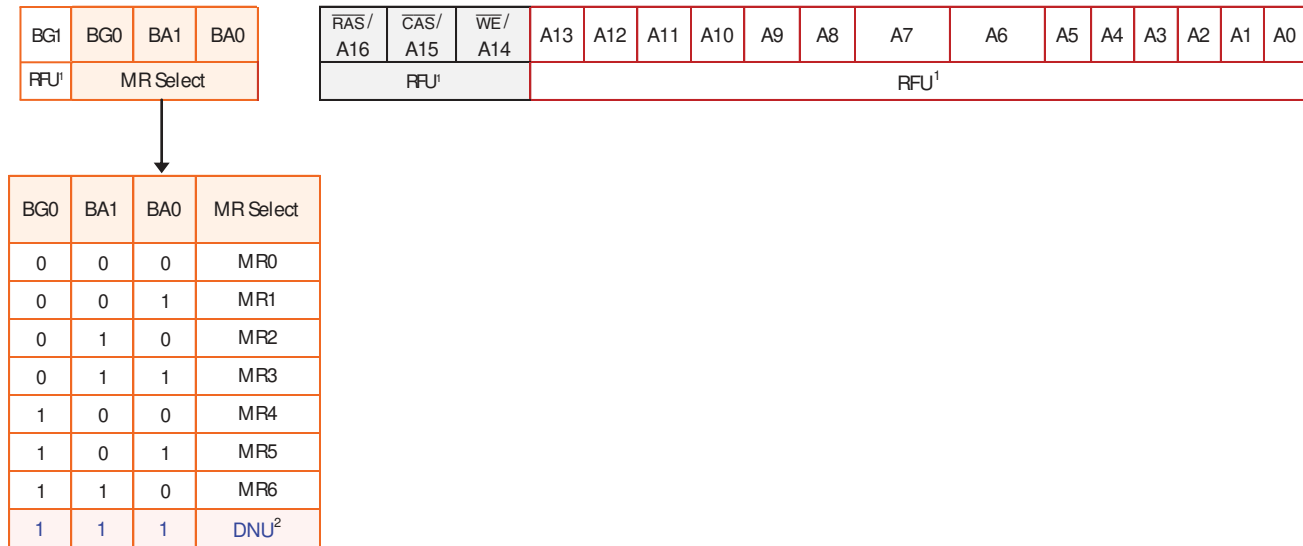 BG1 BG0 BA1 BA0 RAS/ A16 CAS/ A15 WE/ A14 A13 A12 A11 A10 A9 A8 A7 A6 A5 A4 A3 A2 A1 A0
RFU¹ MR Select RFU¹ RFU¹
BG0 BA1 BA0 MR Select
0 0 0 MR0
0 0 1 MR1
0 1 0 MR2
0 1 1 MR3
1 0 0 MR4
1 0 1 MR5
1 1 0 MR6
1 1 1 DNU²